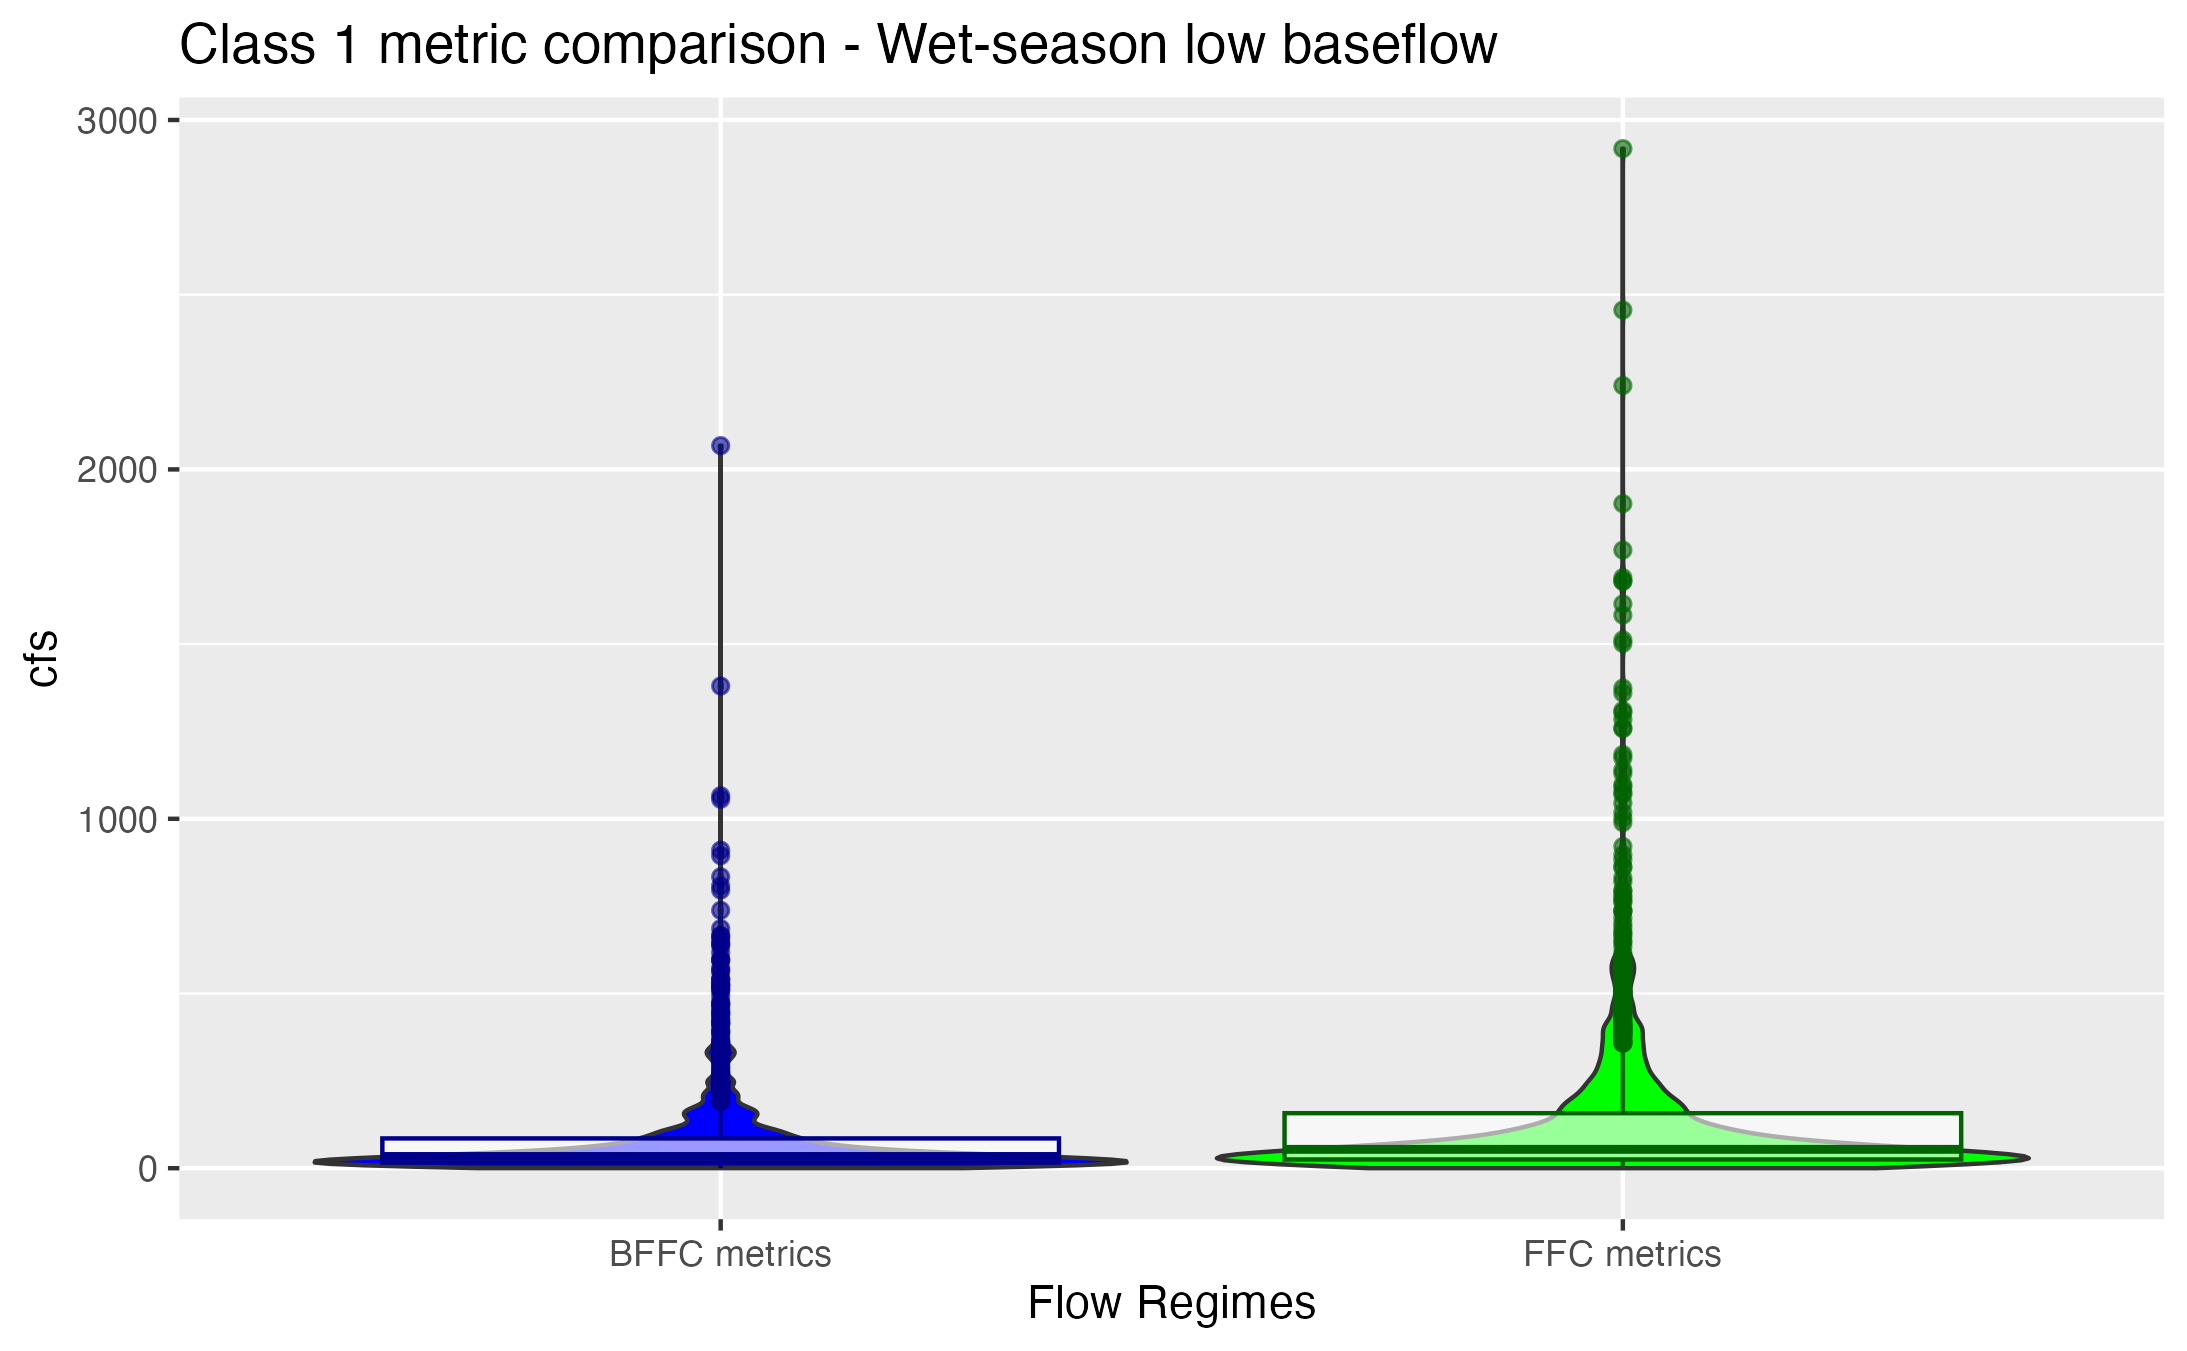 Class 1 metric comparison - Wet-season low baseflow
3000
2000
1000
0
cfs
BFFC metrics
FFC metrics
Flow Regimes